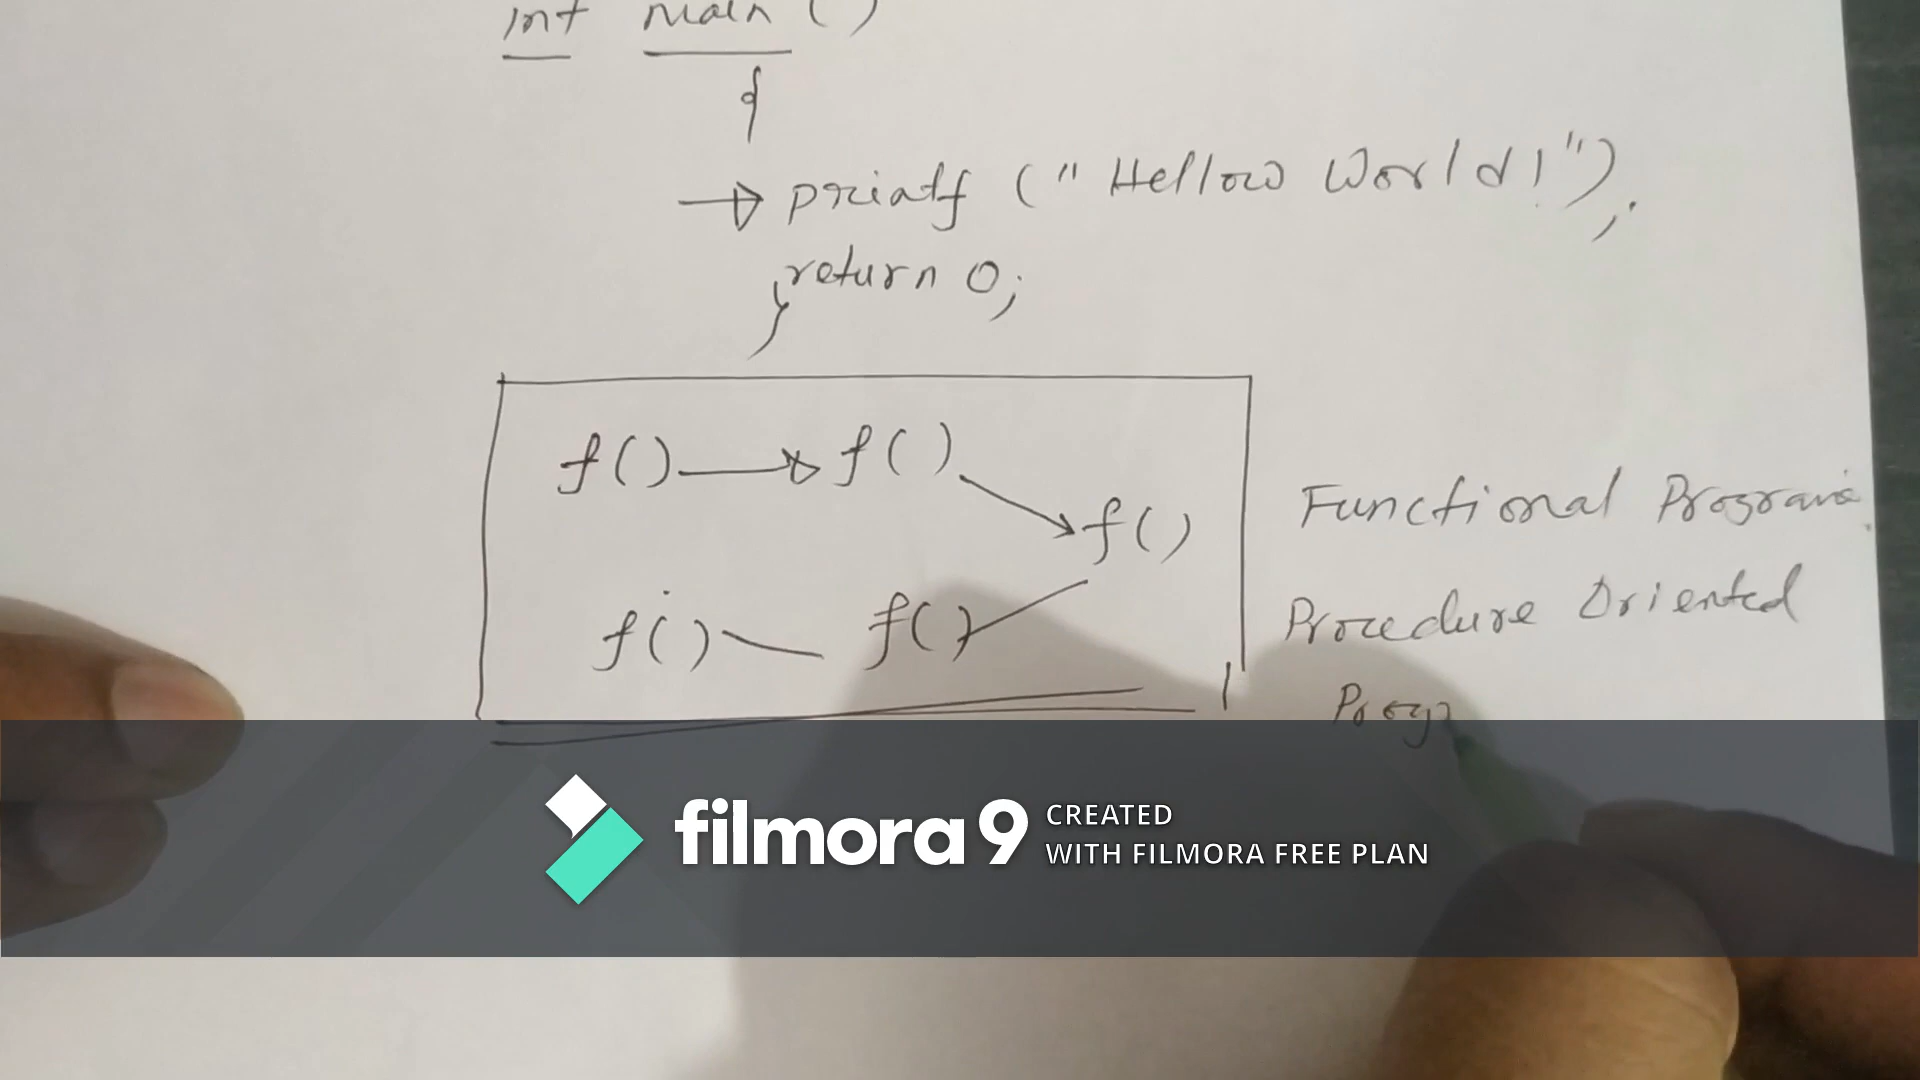 int main ()
{
→ printf ("Hellow World!");
return 0;
}
f() → f()
f()
f() f()
Functional
Procedure Oriented
filmora 9 CREATED
WITH FILMORA FREE PLAN